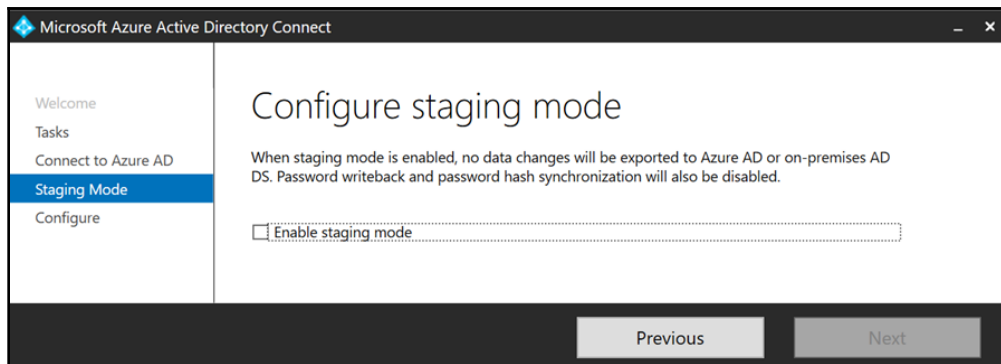 Microsoft Azure Active Directory Connect
Welcome
Tasks
Connect to Azure AD
Staging Mode
Configure
Configure staging mode
When staging mode is enabled, no data changes will be exported to Azure AD or on-premises AD
DS. Password writeback and password hash synchronization will also be disabled.
Enable staging mode
Previous
Next